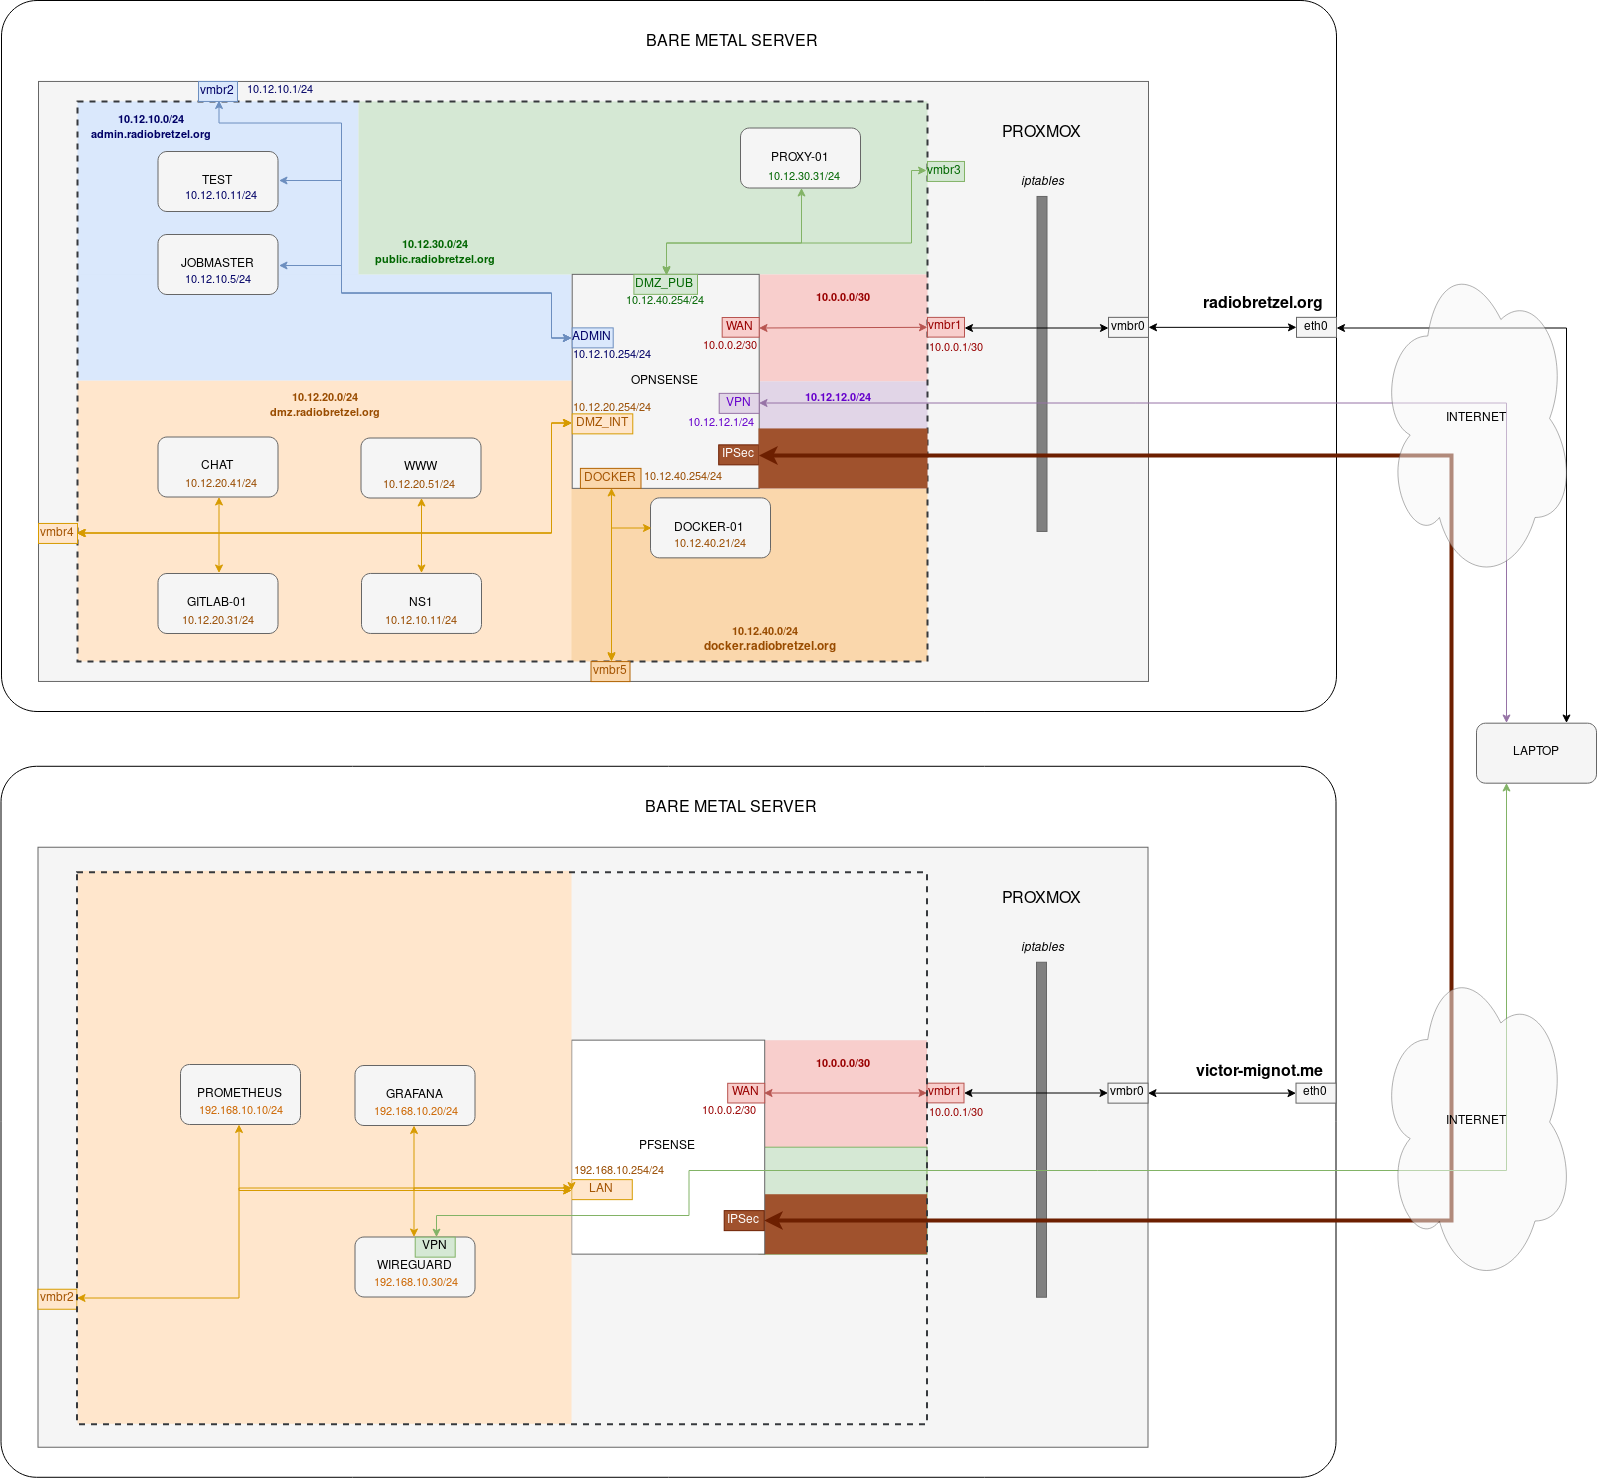 BARE METAL SERVER
vmbr2
10.12.10.1/24
10.12.10.0/24
admin.radiobretzel.org
PROXMOX
PROXY-01
10.12.30.31/24
vmbr3
iptables
TEST
10.12.10.11/24
10.12.30.0/24
public.radiobretzel.org
JOBMASTER
10.12.10.5/24
DMZ_PUB
10.12.40.254/24
10.0.0.0/30
radiobretzel.org
ADMIN
10.12.10.254/24
WAN
10.0.0.2/30
vmbr1
10.0.0.1/30
vmbr0
eth0
OPNSENSE
10.12.20.0/24
dmz.radiobretzel.org
10.12.20.254/24
DMZ_INT
VPN
10.12.12.1/24
10.12.12.0/24
INTERNET
IPSec
CHAT
10.12.20.41/24
WWW
10.12.20.51/24
DOCKER
10.12.40.254/24
vmbr4
DOCKER-01
10.12.40.21/24
GITLAB-01
10.12.20.31/24
NS1
10.12.10.11/24
10.12.40.0/24
docker.radiobretzel.org
vmbr5
LAPTOP
BARE METAL SERVER
PROXMOX
iptables
10.0.0.0/30
victor-mignot.me
PROMETHEUS
192.168.10.10/24
GRAFANA
192.168.10.20/24
WAN
10.0.0.2/30
vmbr1
10.0.0.1/30
vmbr0
eth0
INTERNET
PFSENSE
192.168.10.254/24
LAN
IPSec
VPN
WIREGUARD
192.168.10.30/24
vmbr2